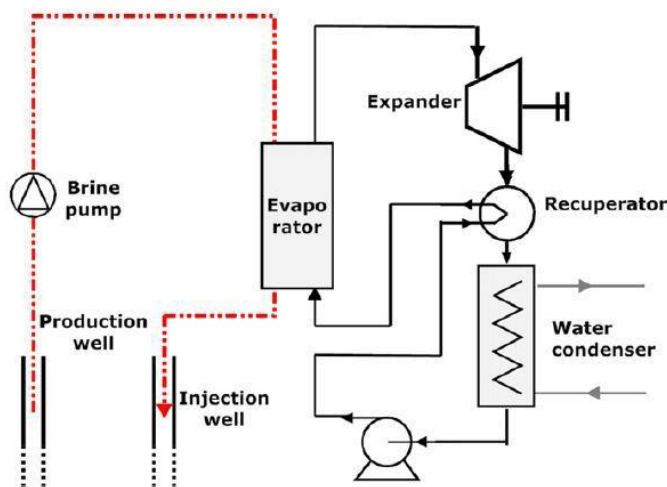 Expander
Brine
pump
Evapo
rator
Recuperator
Production
well
Water
condenser
Injection
well